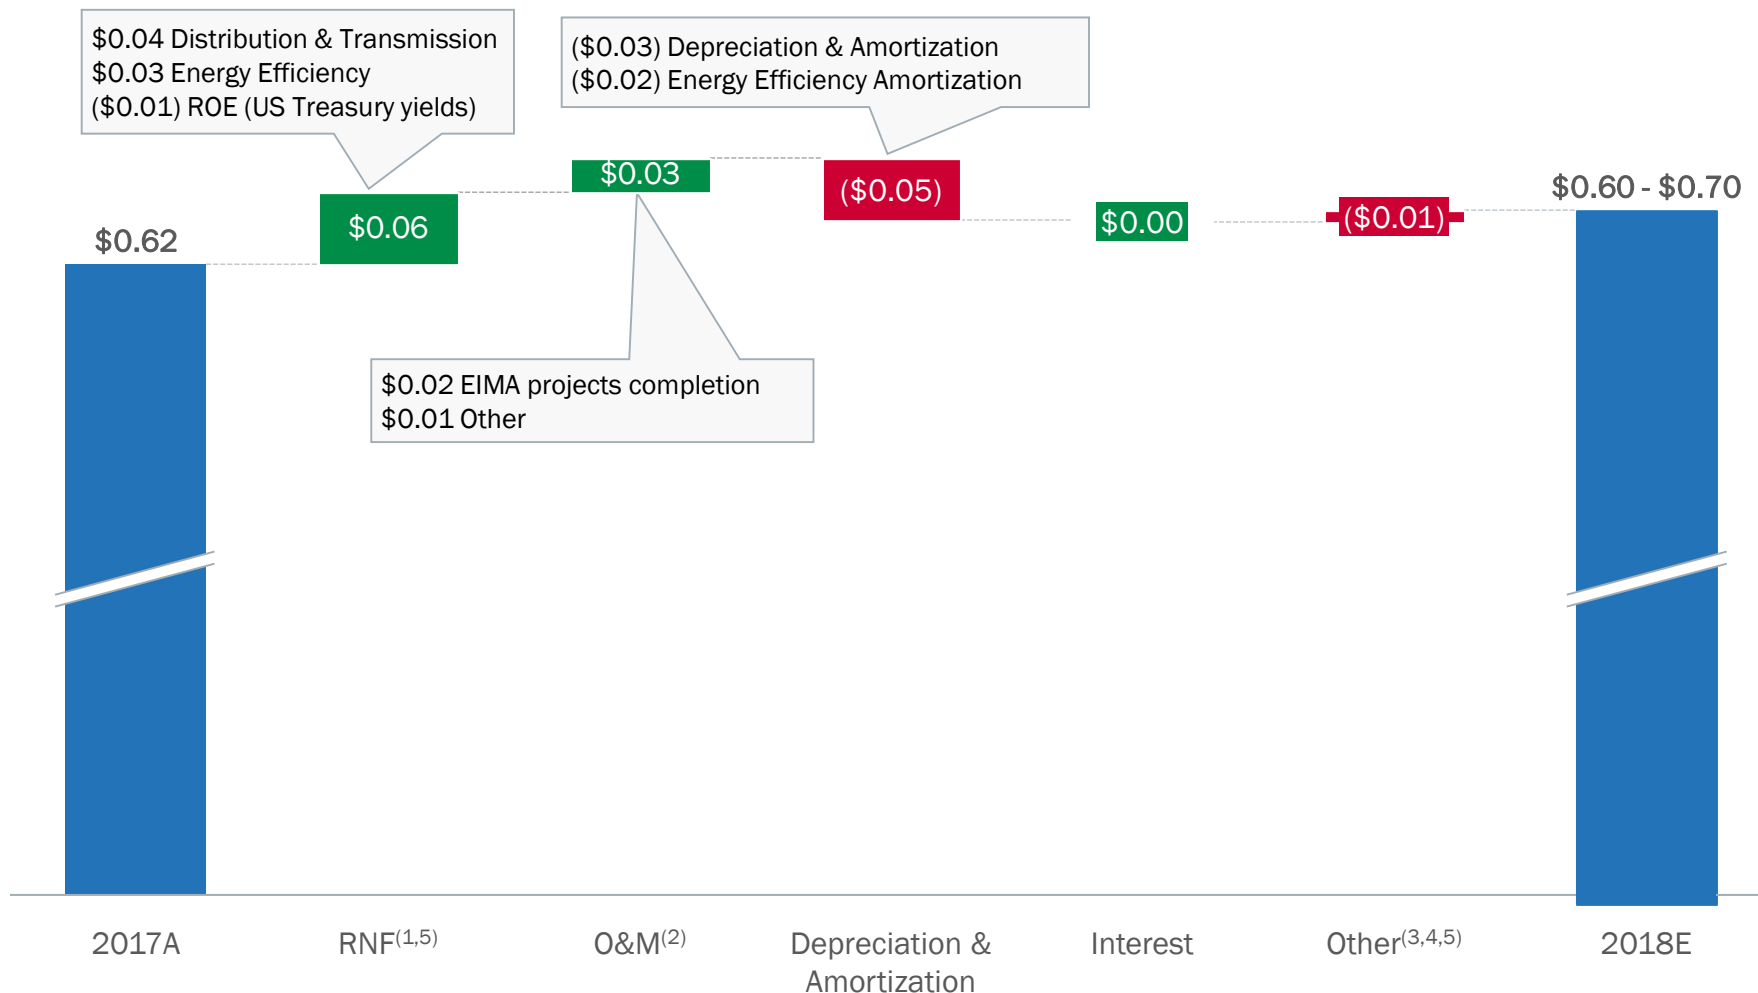 $0.04 Distribution & Transmission
$0.03 Energy Efficiency
($0.01) ROE (US Treasury yields)
($0.03) Depreciation & Amortization
($0.02) Energy Efficiency Amortization
$0.62
$0.06
$0.03
($0.05)
$0.00
($0.01)
$0.60 - $0.70
$0.02 EIMA projects completion
$0.01 Other
2017A
RNF(1,5)
O&M(2)
Depreciation &
Amortization
Interest
Other(3,4,5)
2018E